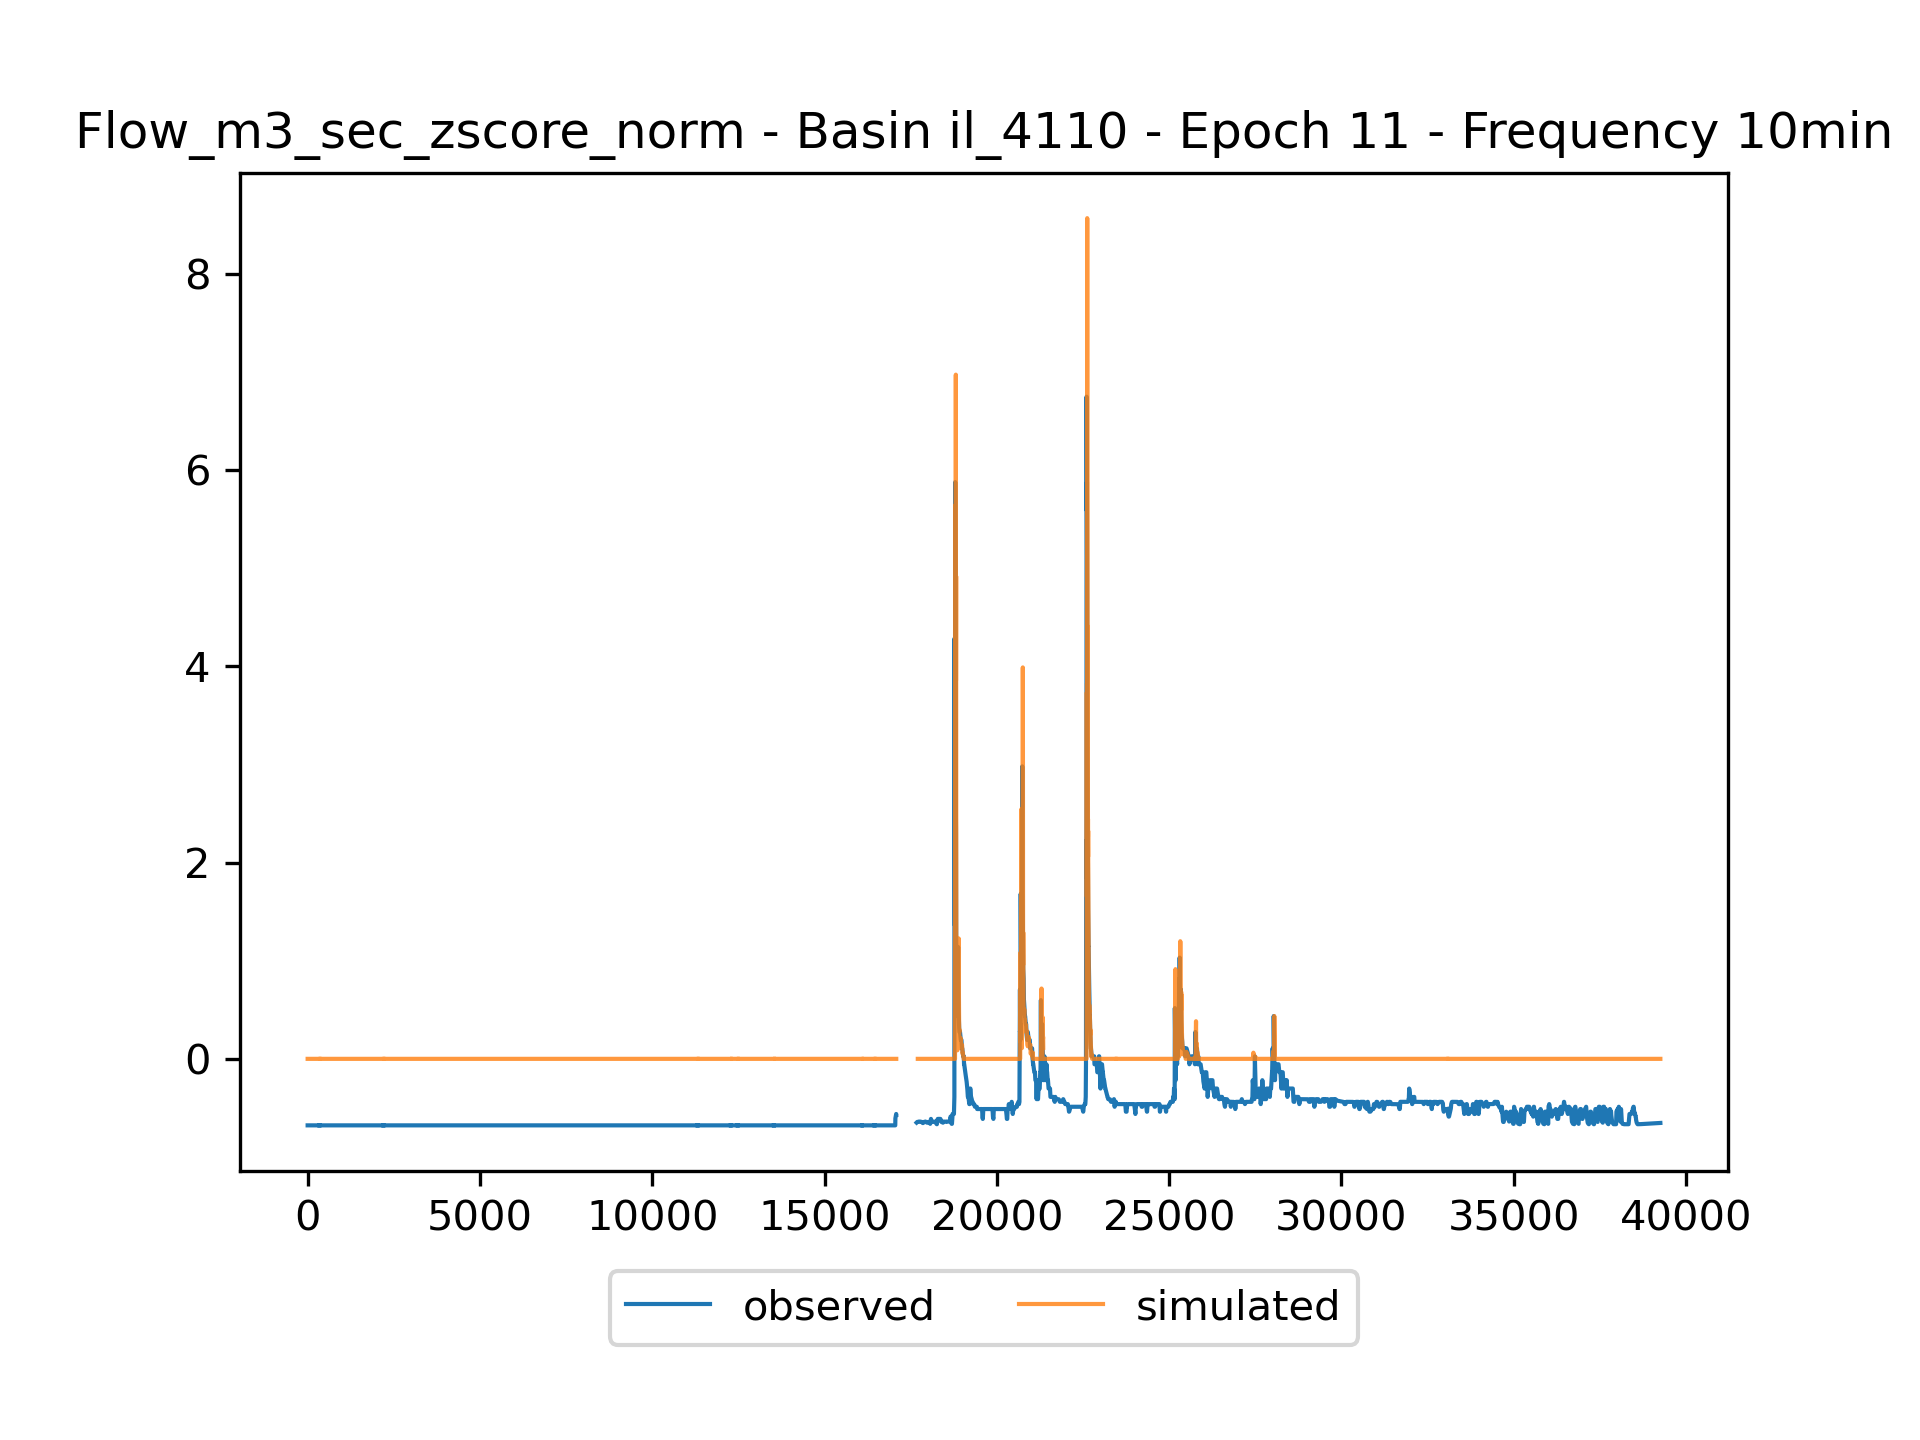 Flow_m3_sec_zscore_norm - Basin il_4110 - Epoch 11 - Frequency 10min
8
6
4
2
0
0 5000 10000 15000 20000 25000 30000 35000 40000
observed simulated